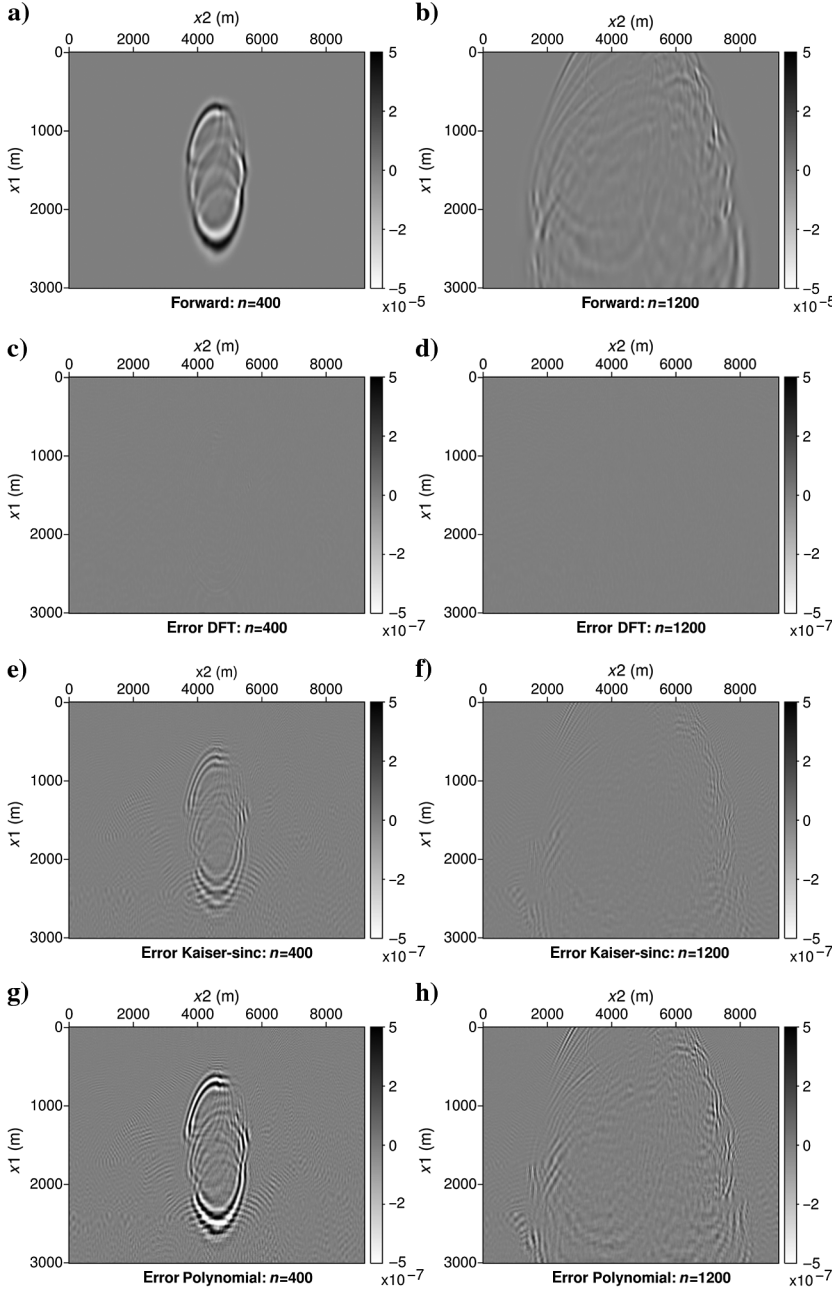 a)
x2 (m)
0 2000 4000 6000 8000
0
1000
2000
3000
x1 (m)
5
2
0
−2
−5
x10−5
Forward: n=400
b)
x2 (m)
0 2000 4000 6000 8000
0
1000
2000
3000
x1 (m)
5
2
0
−2
−5
x10−5
Forward: n=1200
c)
x2 (m)
0 2000 4000 6000 8000
0
1000
2000
3000
x1 (m)
5
2
0
−2
−5
x10−7
Error DFT: n=400
d)
x2 (m)
0 2000 4000 6000 8000
0
1000
2000
3000
x1 (m)
5
2
0
−2
−5
x10−7
Error DFT: n=1200
e)
x2 (m)
0 2000 4000 6000 8000
0
1000
2000
3000
x1 (m)
5
2
0
−2
−5
x10−7
Error Kaiser-sinc: n=400
f)
x2 (m)
0 2000 4000 6000 8000
0
1000
2000
3000
x1 (m)
5
2
0
−2
−5
x10−7
Error Kaiser-sinc: n=1200
g)
x2 (m)
0 2000 4000 6000 8000
0
1000
2000
3000
x1 (m)
5
2
0
−2
−5
x10−7
Error Polynomial: n=400
h)
x2 (m)
0 2000 4000 6000 8000
0
1000
2000
3000
x1 (m)
5
2
0
−2
−5
x10−7
Error Polynomial: n=1200